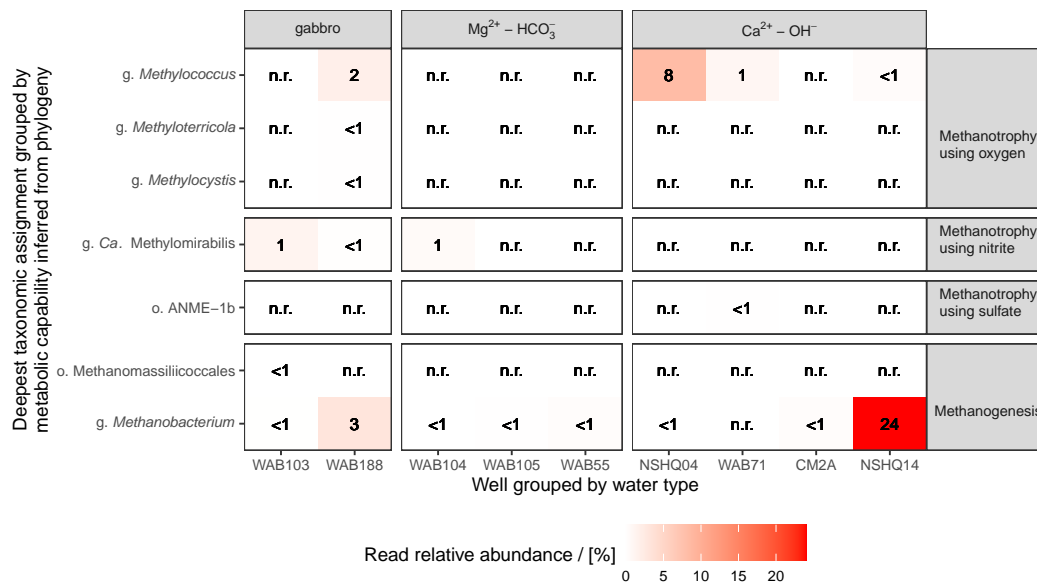 gabbro
Mg²⁺ – HCO₃⁻
Ca²⁺ – OH⁻
Deepest taxonomic assignment grouped by
metabolic capability inferred from phylogeny
g. Methylococcus n.r. 2 n.r. n.r. n.r. 8 1 n.r. <1
g. Methyloterricola n.r. <1 n.r. n.r. n.r. n.r. n.r. n.r. n.r.
g. Methylocystis n.r. <1 n.r. n.r. n.r. n.r. n.r. n.r. n.r.
Methanotrophy
using oxygen
g. Ca. Methylomirabilis 1 <1 1 n.r. n.r. n.r. n.r. n.r. n.r.
Methanotrophy
using nitrite
o. ANME−1b n.r. n.r. n.r. n.r. n.r. n.r. <1 n.r. n.r.
Methanotrophy
using sulfate
o. Methanomassiliicoccales <1 n.r. n.r. n.r. n.r. n.r. n.r. n.r. n.r.
g. Methanobacterium <1 3 <1 <1 <1 <1 n.r. <1 24
Methanogenesis
WAB103 WAB188 WAB104 WAB105 WAB55 NSHQ04 WAB71 CM2A NSHQ14
Well grouped by water type
Read relative abundance / [%]
0 5 10 15 20